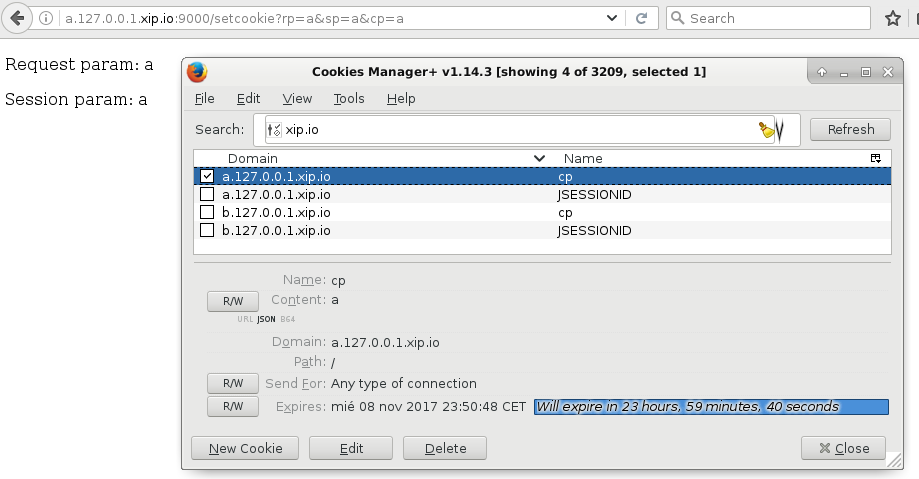 a.127.0.0.1.xip.io:9000/setcookie?rp=a&sp=a&cp=a
Search
Request param: a
Session param: a
Cookies Manager+ v1.14.3 [showing 4 of 3209, selected 1]
File Edit View Tools Help
Search: xip.io Refresh
Domain Name
a.127.0.0.1.xip.io cp
a.127.0.0.1.xip.io JSESSIONID
b.127.0.0.1.xip.io cp
b.127.0.0.1.xip.io JSESSIONID
Name: cp
R/W Content: a
URL JSON B64
Domain: a.127.0.0.1.xip.io
Path: /
R/W Send For: Any type of connection
R/W Expires: mié 08 nov 2017 23:50:48 CET Will expire in 23 hours, 59 minutes, 40 seconds
New Cookie Edit Delete Close